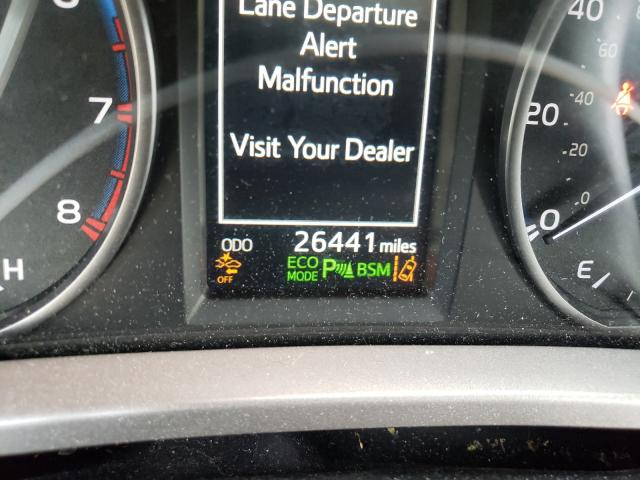 Lane Departure
Alert
Malfunction
Visit Your Dealer
ODO 26441 miles
OFF ECO MODE P BSM
7
8
H
40
60
40
20
20
0
0
E